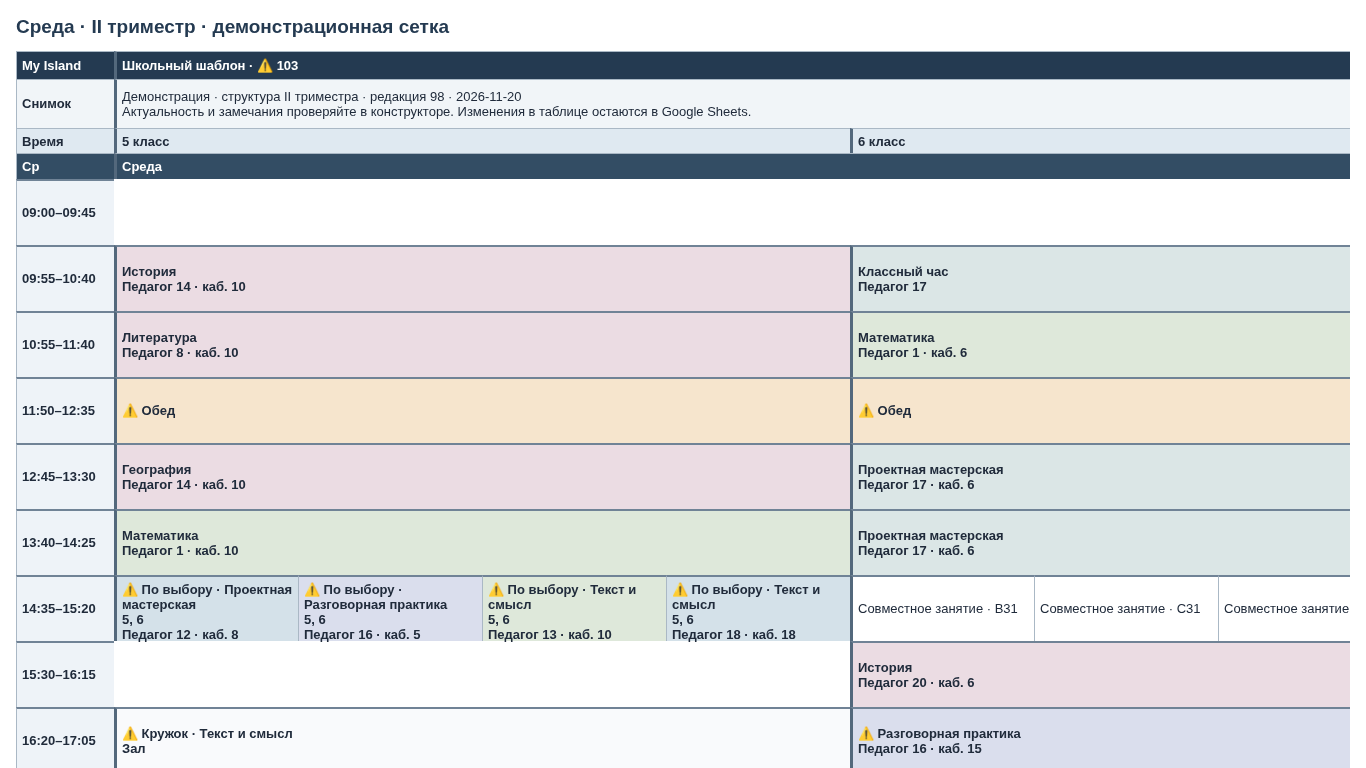 Среда · II триместр · демонстрационная сетка
My Island
Школьный шаблон · ⚠️ 103
Снимок
Демонстрация · структура II триместра · редакция 98 · 2026-11-20
Актуальность и замечания проверяйте в конструкторе. Изменения в таблице остаются в Google Sheets.
Время
5 класс
6 класс
Ср
Среда
09:00–09:45
09:55–10:40
История
Педагог 14 · каб. 10
Классный час
Педагог 17
10:55–11:40
Литература
Педагог 8 · каб. 10
Математика
Педагог 1 · каб. 6
11:50–12:35
⚠️ Обед
⚠️ Обед
12:45–13:30
География
Педагог 14 · каб. 10
Проектная мастерская
Педагог 17 · каб. 6
13:40–14:25
Математика
Педагог 1 · каб. 10
Проектная мастерская
Педагог 17 · каб. 6
14:35–15:20
⚠️ По выбору · Проектная
мастерская
5, 6
Педагог 12 · каб. 8
⚠️ По выбору ·
Разговорная практика
5, 6
Педагог 16 · каб. 5
⚠️ По выбору · Текст и
смысл
5, 6
Педагог 13 · каб. 10
⚠️ По выбору · Текст и
смысл
5, 6
Педагог 18 · каб. 18
Совместное занятие · B31
Совместное занятие · C31
Совместное занятие
15:30–16:15
История
Педагог 20 · каб. 6
16:20–17:05
⚠️ Кружок · Текст и смысл
Зал
⚠️ Разговорная практика
Педагог 16 · каб. 15